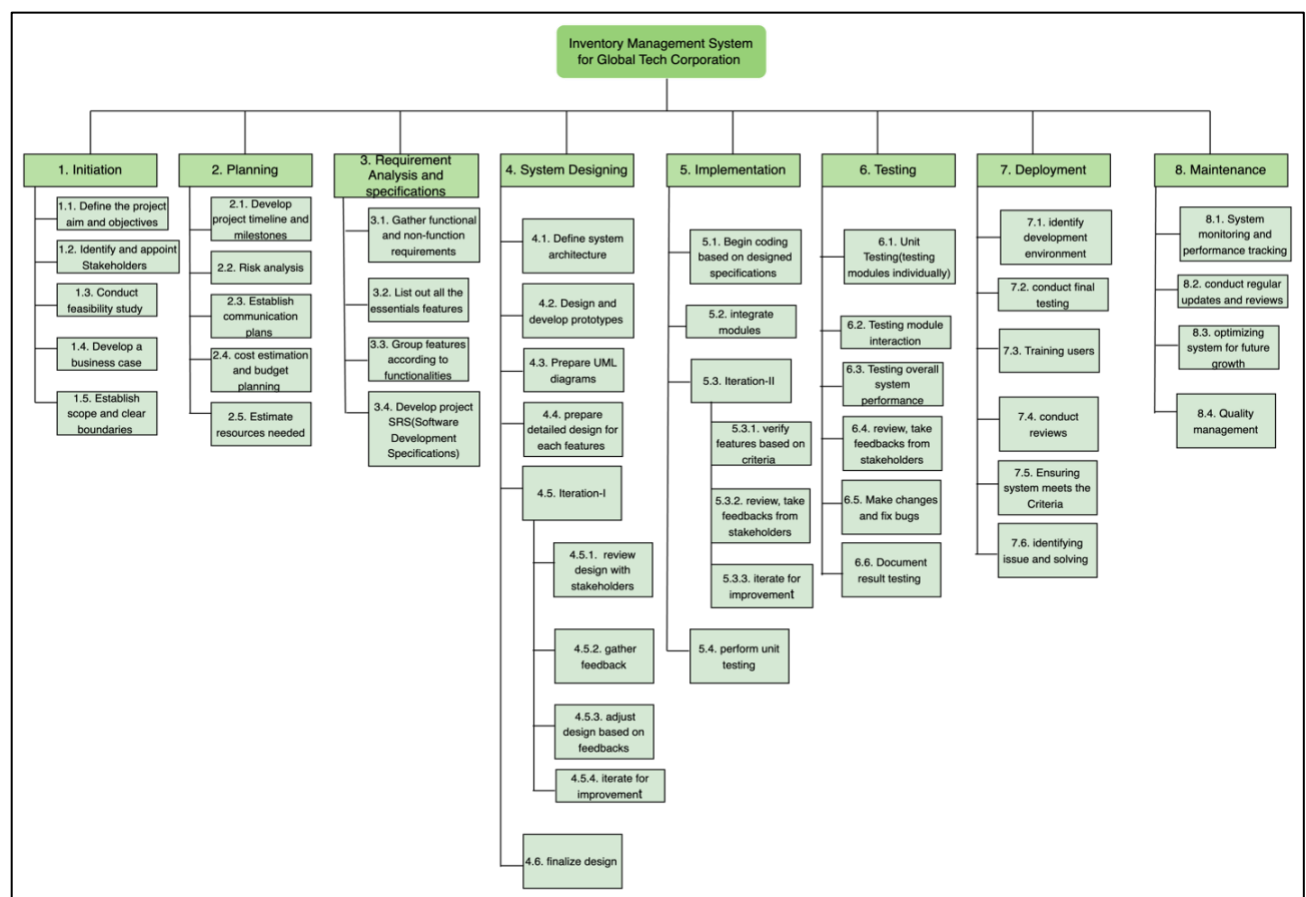 Inventory Management System
for Global Tech Corporation
1. Initiation
1.1. Define the project
aim and objectives
1.2. Identify and appoint
Stakeholders
1.3. Conduct
feasibility study
1.4. Develop a
business case
1.5. Establish
scope and clear
boundaries
2. Planning
2.1. Develop
project timeline and
milestones
2.2. Risk analysis
2.3. Establish
communication
plans
2.4. cost estimation
and budget
planning
2.5. Estimate
resources needed
3. Requirement
Analysis and
specifications
3.1. Gather functional
and non-function
requirements
3.2. List out all the
essentials features
3.3. Group features
according to
functionalities
3.4. Develop project
SRS(Software
Development
Specifications)
4. System Designing
4.1. Define system
architecture
4.2. Design and
develop prototypes
4.3. Prepare UML
diagrams
4.4. prepare
detailed design for
each features
4.5. Iteration-I
4.5.1. review
design with
stakeholders
4.5.2. gather
feedback
4.5.3. adjust
design based on
feedbacks
4.5.4. iterate for
improvement
4.6. finalize design
5. Implementation
5.1. Begin coding
based on designed
specifications
5.2. integrate
modules
5.3. Iteration-II
5.3.1. verify
features based on
criteria
5.3.2. review, take
feedbacks from
stakeholders
5.3.3. iterate for
improvement
5.4. perform unit
testing
6. Testing
6.1. Unit
Testing(testing
modules individually)
6.2. Testing module
interaction
6.3. Testing overall
system
performance
6.4. review, take
feedbacks from
stakeholders
6.5. Make changes
and fix bugs
6.6. Document
result testing
7. Deployment
7.1. identify
development
environment
7.2. conduct final
testing
7.3. Training users
7.4. conduct
reviews
7.5. Ensuring
system meets the
Criteria
7.6. identifying
issue and solving
8. Maintenance
8.1. System
monitoring and
performance tracking
8.2. conduct regular
updates and reviews
8.3. optimizing
system for future
growth
8.4. Quality
management